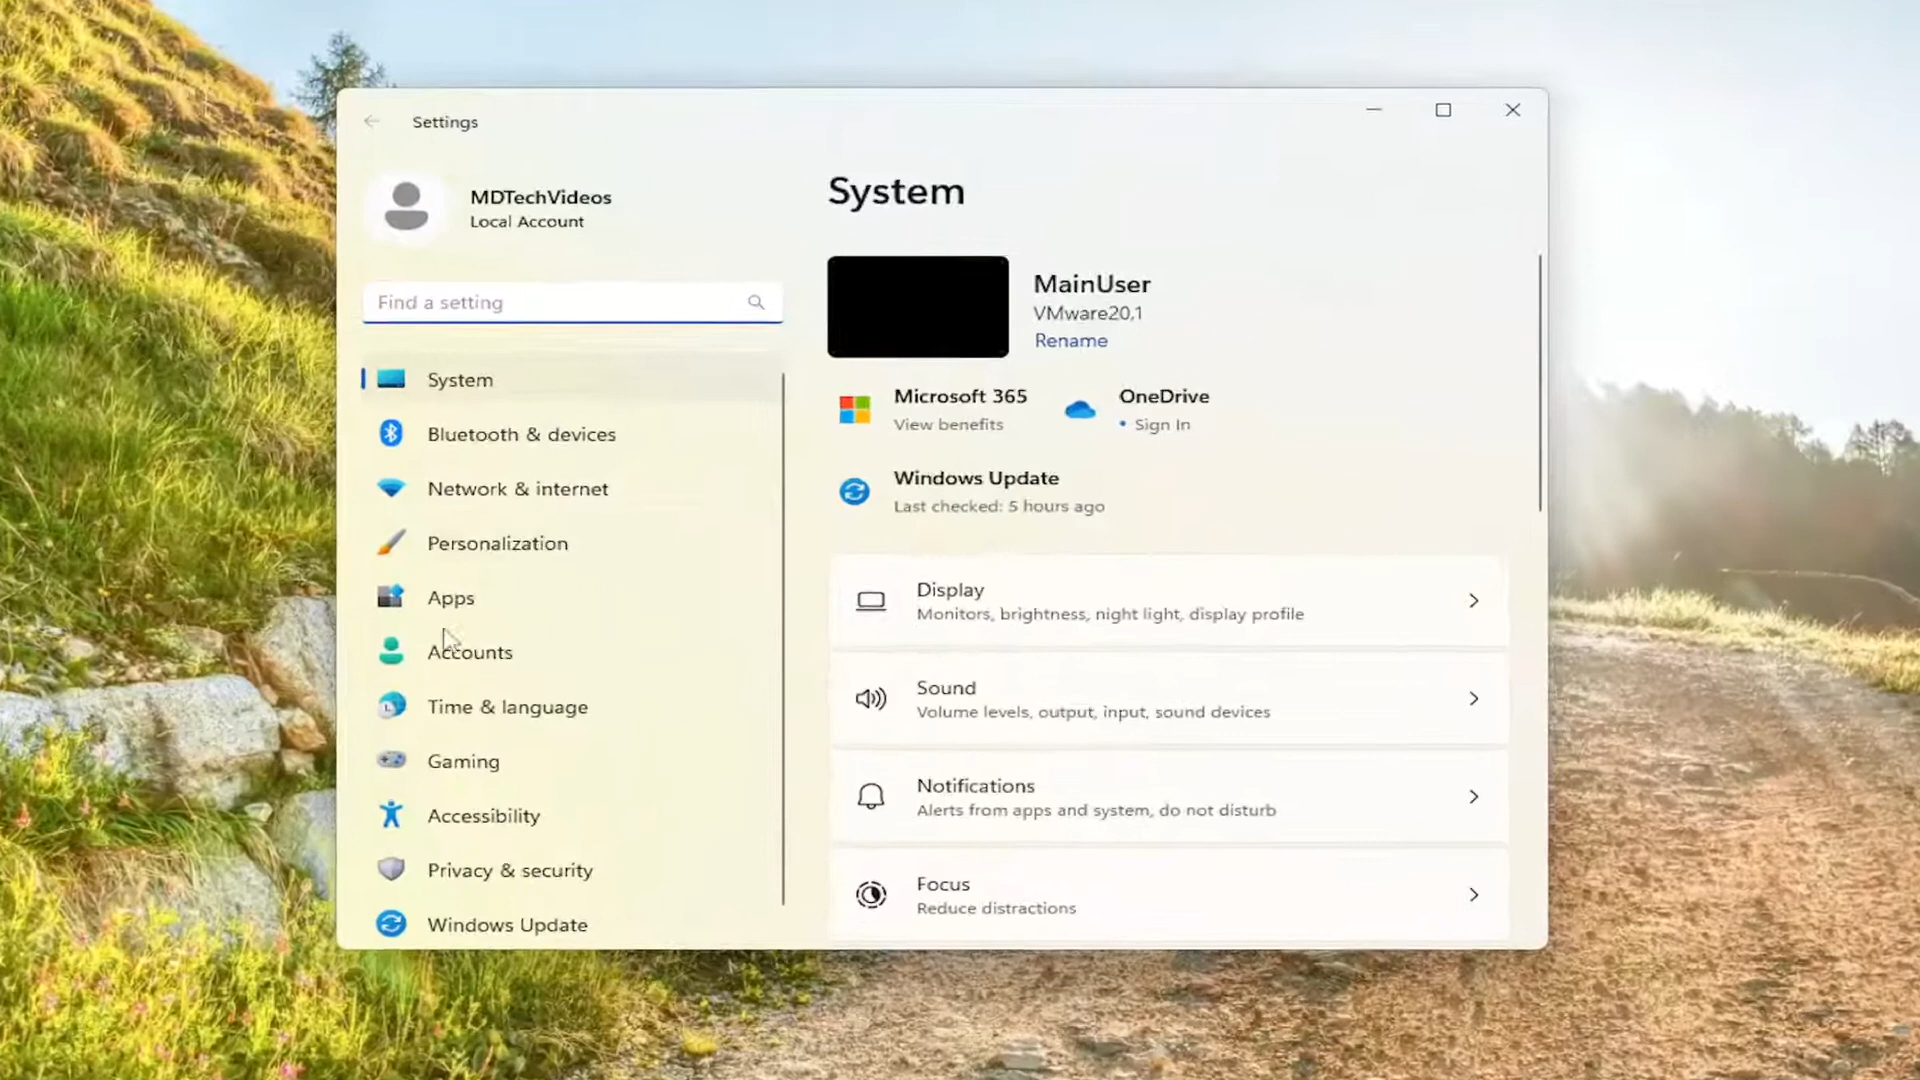 Settings
MDTechVideos
Local Account
Find a setting
System
Bluetooth & devices
Network & internet
Personalization
Apps
Accounts
Time & language
Gaming
Accessibility
Privacy & security
Windows Update
System
MainUser
VMware20,1
Rename
Microsoft 365
View benefits
OneDrive
• Sign In
Windows Update
Last checked: 5 hours ago
Display
Monitors, brightness, night light, display profile
Sound
Volume levels, output, input, sound devices
Notifications
Alerts from apps and system, do not disturb
Focus
Reduce distractions